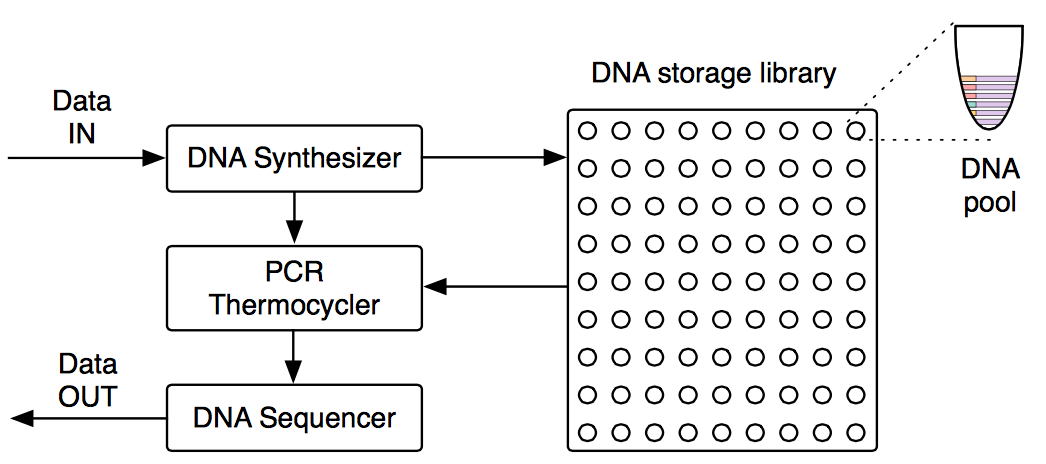 Data
IN
DNA Synthesizer
PCR
Thermocycler
Data
OUT
DNA Sequencer
DNA storage library
DNA
pool